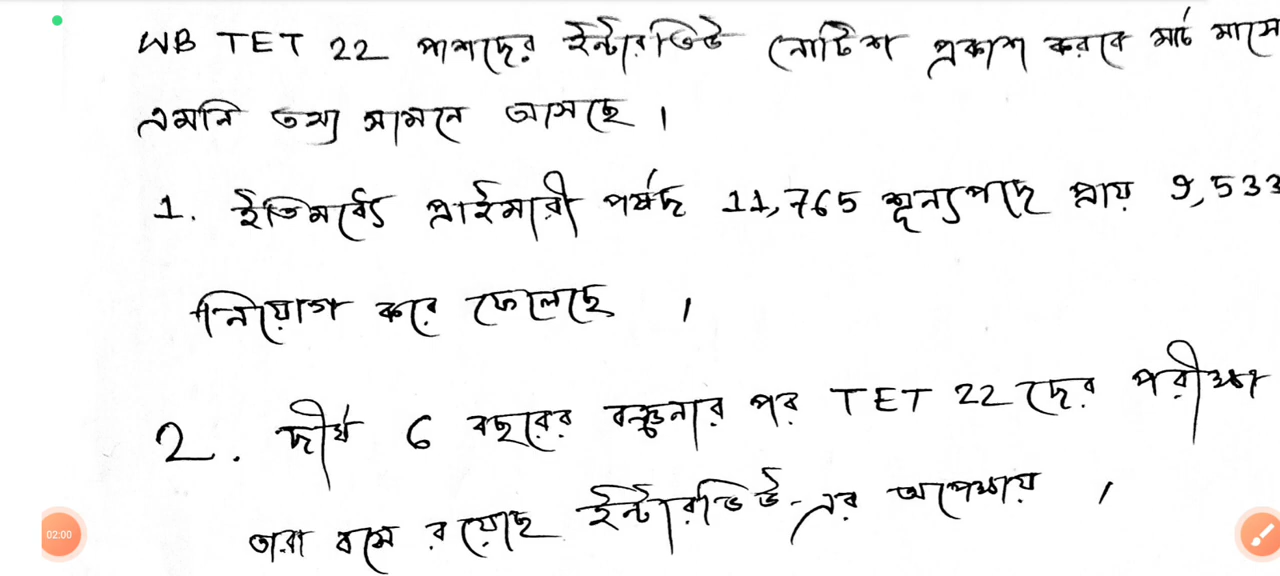 WB TET 22 পাশদের ইন্টারভিউ নোটিশ প্রকাশ করবে মার্চ মাসে
এমনি তথ্য সামনে আসছে ।
1. ইতিমধ্যে প্রাইমারী পর্ষদ 11,765 শূন্যপদে প্রায় 9,533
নিয়োগ করে ফেলেছে ।
2. দীর্ঘ 6 বছরের বঞ্চনার পর TET 22 দের পরীক্ষা
তারা বসে রয়েছে ইন্টারভিউ-এর অপেক্ষায় ।
02:00